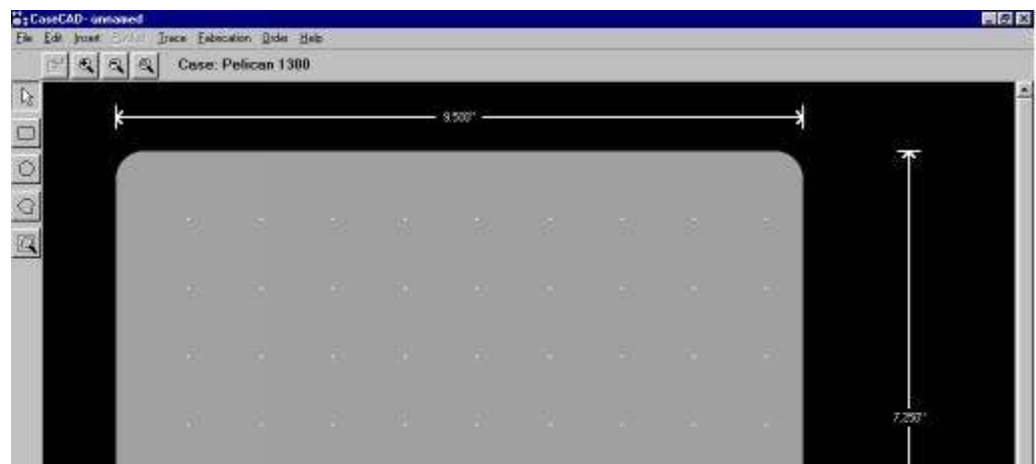 CaseCAD - unnamed
File Edit Insert Trace Fabrication Order Help
Case: Pelican 1300
9.500"
7.250"